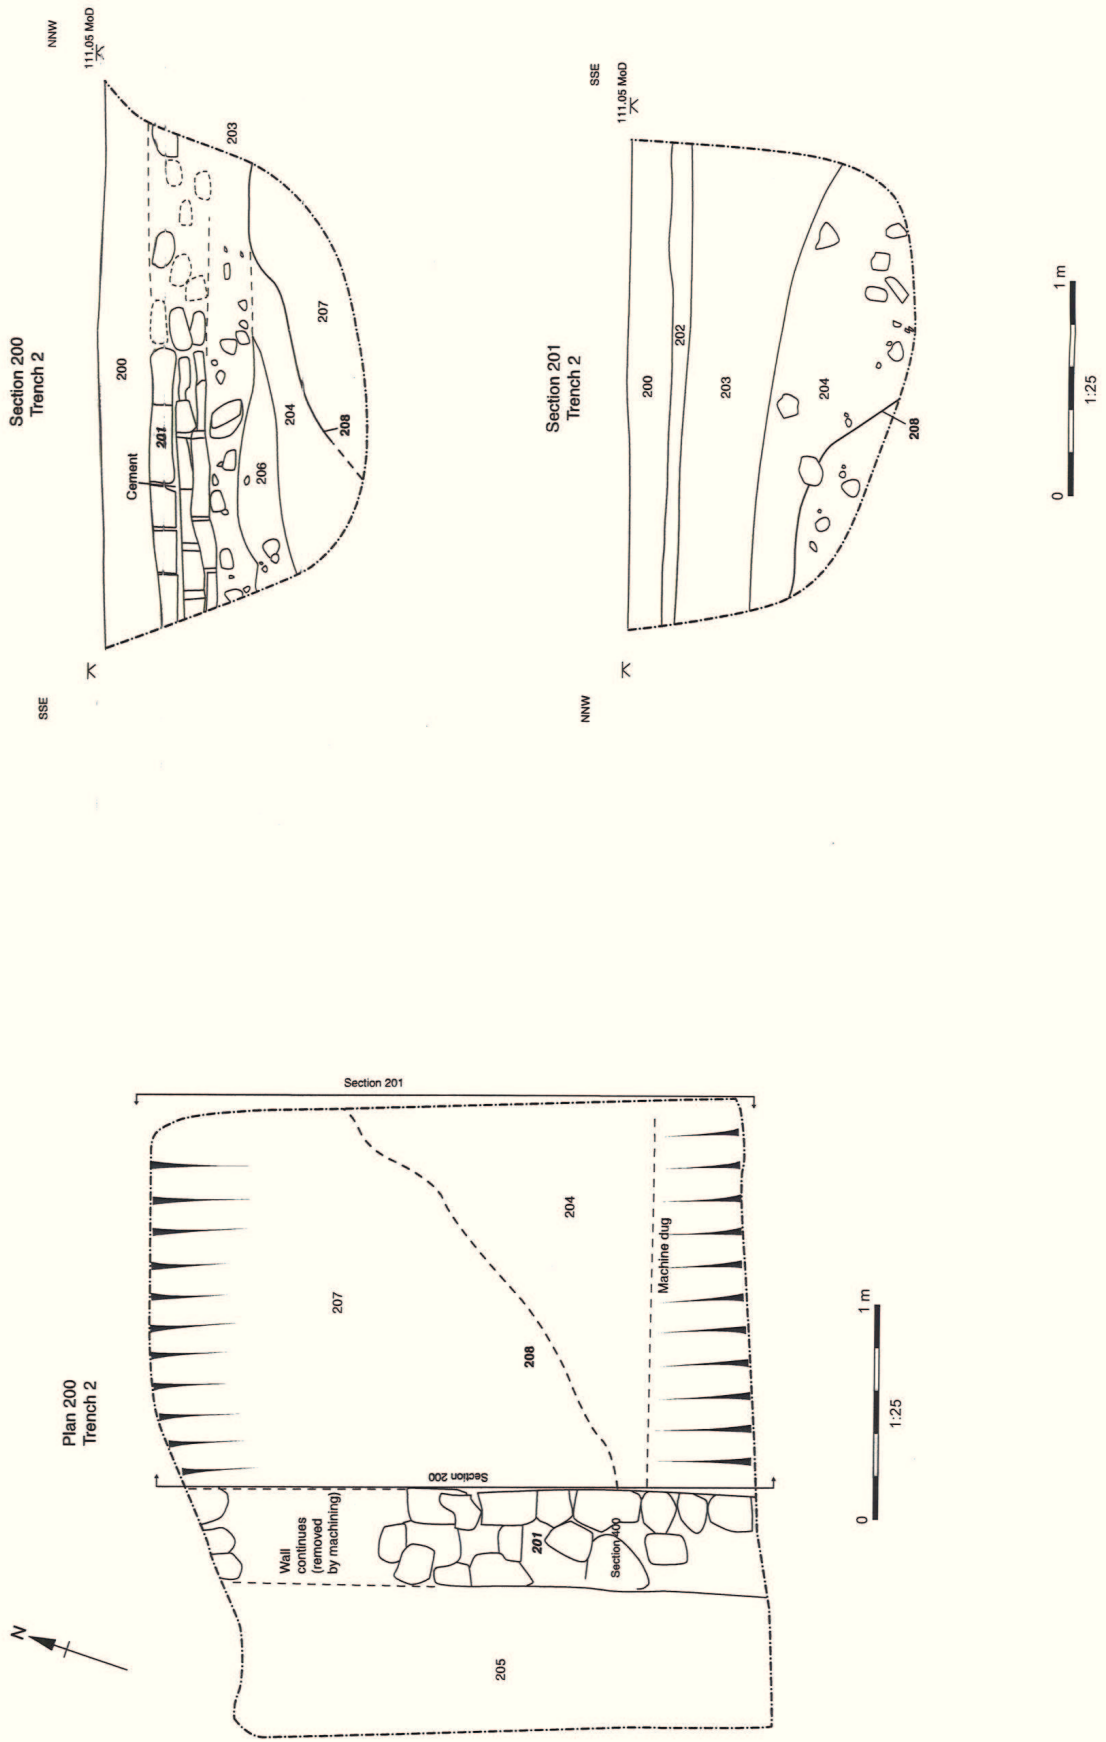 Plan 200
Trench 2
N
Wall
continues
(removed
by machining)
Section 200
Section 201
207
208
204
Machine dug
201
Section 400
205
0
1 m
1:25
Section 200
Trench 2
SSE
NNW
111.05 MoD
200
Cement
201
203
206
204
207
208
Section 201
Trench 2
NNW
SSE
111.05 MoD
200
202
203
204
208
0
1 m
1:25